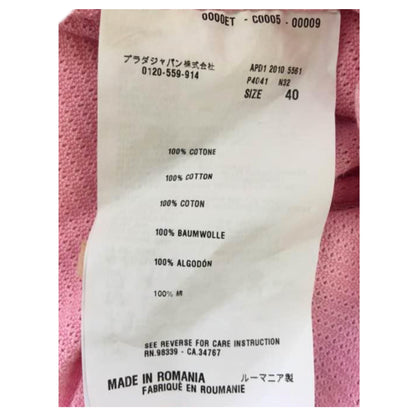 0000ET - C0005 - 00009
プラダジャパン株式会社
0120-559-914
APD1 2010 5561
P4041 N32
SIZE 40
100% COTONE
100% COTTON
100% COTON
100% BAUMWOLLE
100% ALGODÓN
100% 綿
SEE REVERSE FOR CARE INSTRUCTION
RN.98339 - CA.34767
MADE IN ROMANIA ルーマニア製
FABRIQUÉ EN ROUMANIE